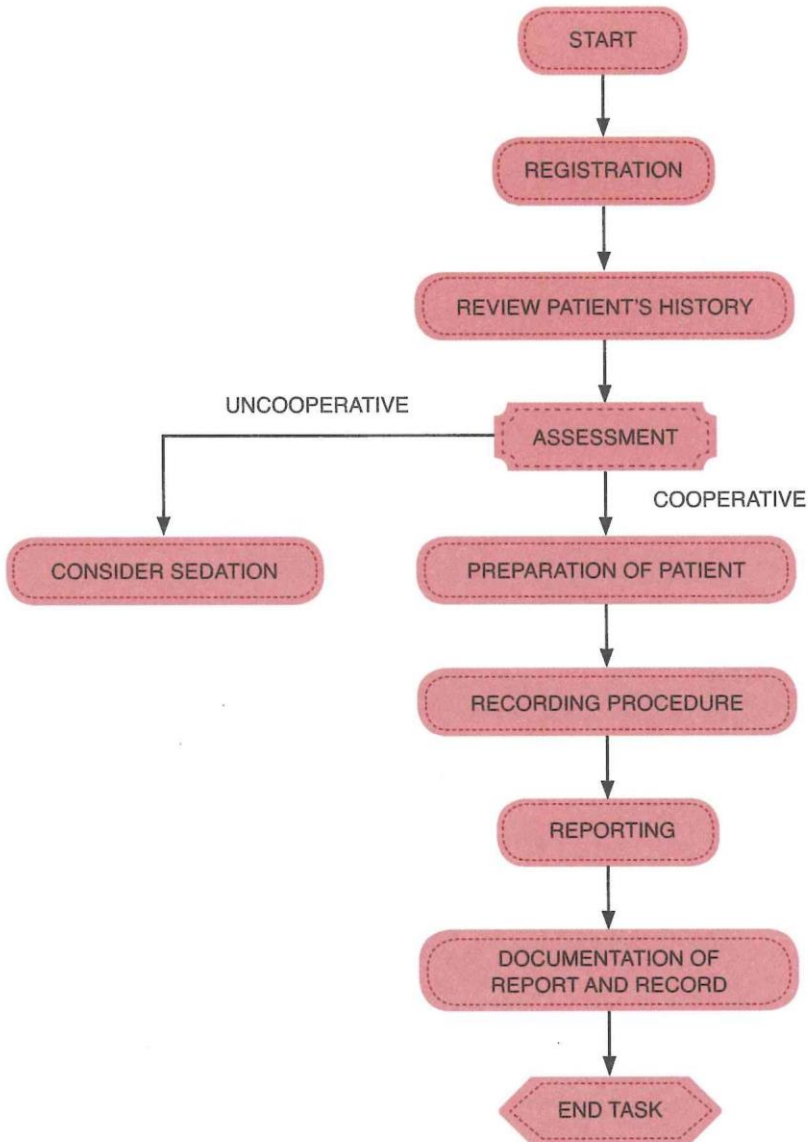 START
REGISTRATION
REVIEW PATIENT'S HISTORY
UNCOOPERATIVE
ASSESSMENT
COOPERATIVE
CONSIDER SEDATION
PREPARATION OF PATIENT
RECORDING PROCEDURE
REPORTING
DOCUMENTATION OF
REPORT AND RECORD
END TASK